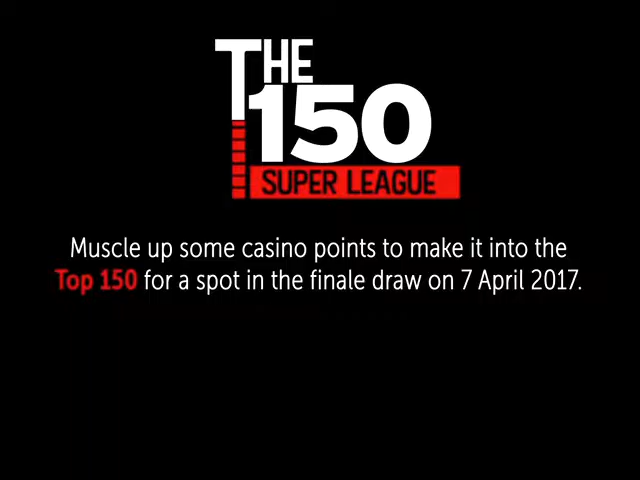 THE
150
SUPER LEAGUE
Muscle up some casino points to make it into the
Top 150 for a spot in the finale draw on 7 April 2017.